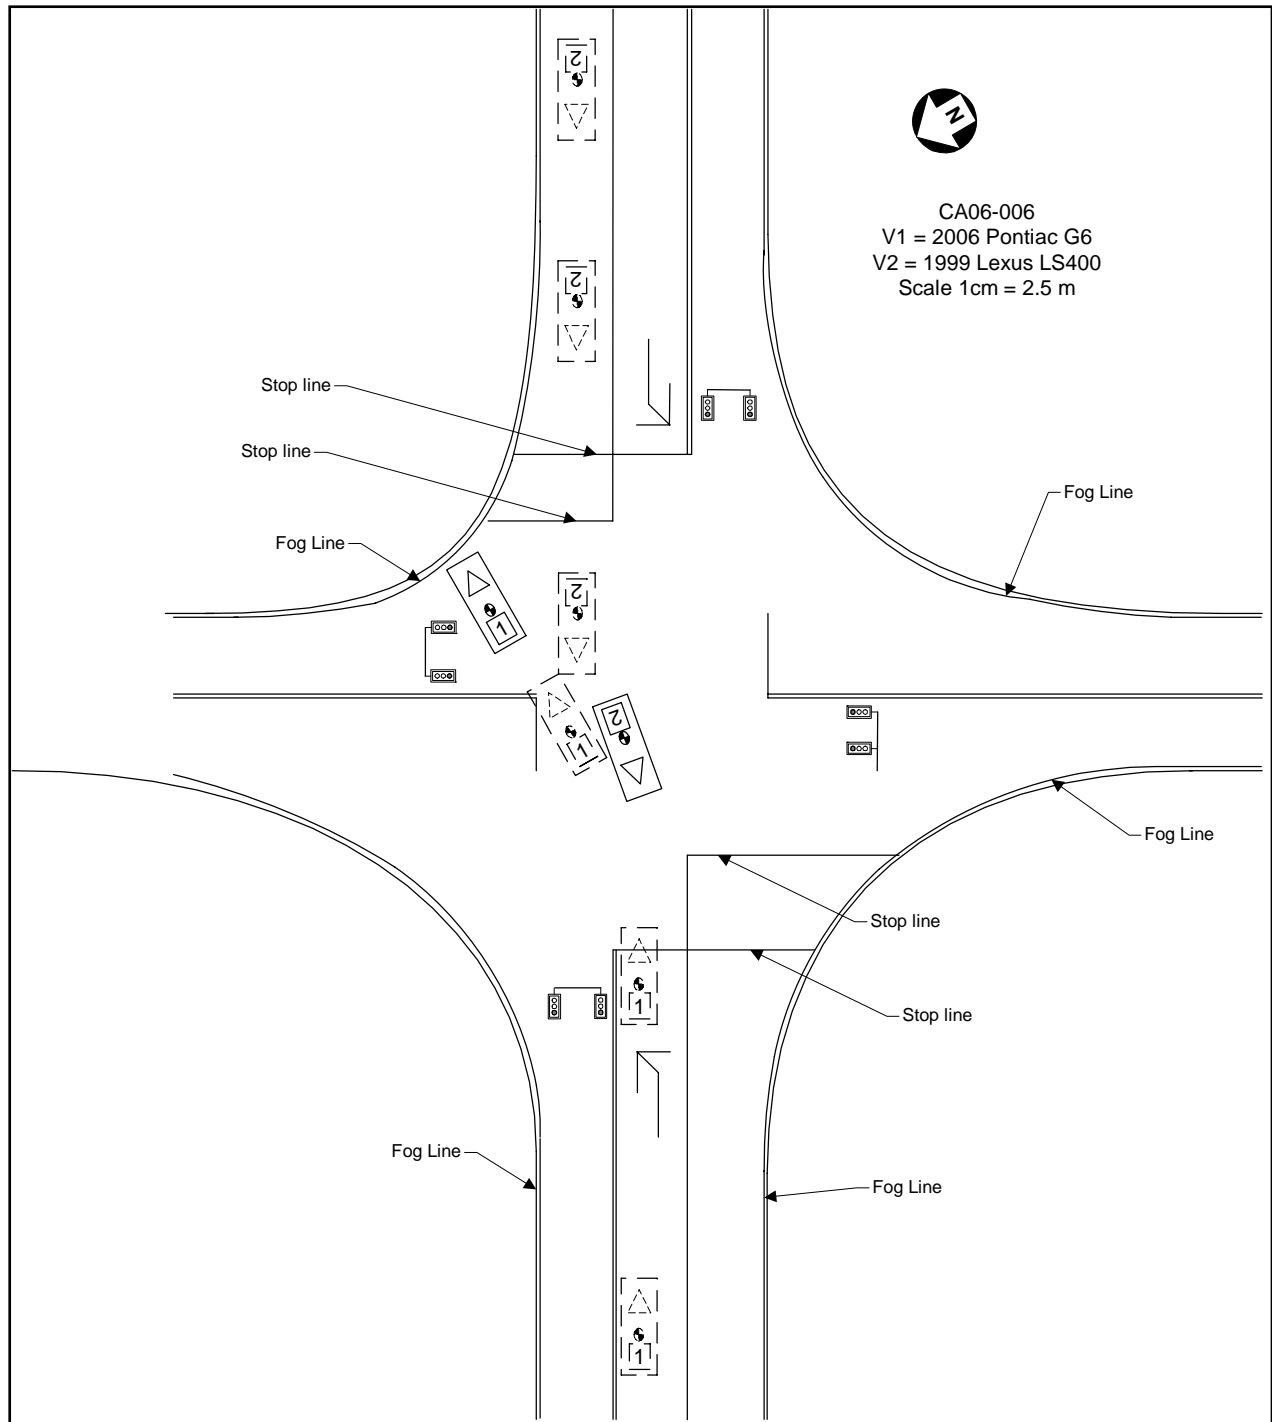 2
N
CA06-006
V1 = 2006 Pontiac G6
V2 = 1999 Lexus LS400
Scale 1cm = 2.5 m
2
Stop line
Stop line
Fog Line
Fog Line
2
1
2
1
Fog Line
Stop line
1
Stop line
Fog Line
Fog Line
1